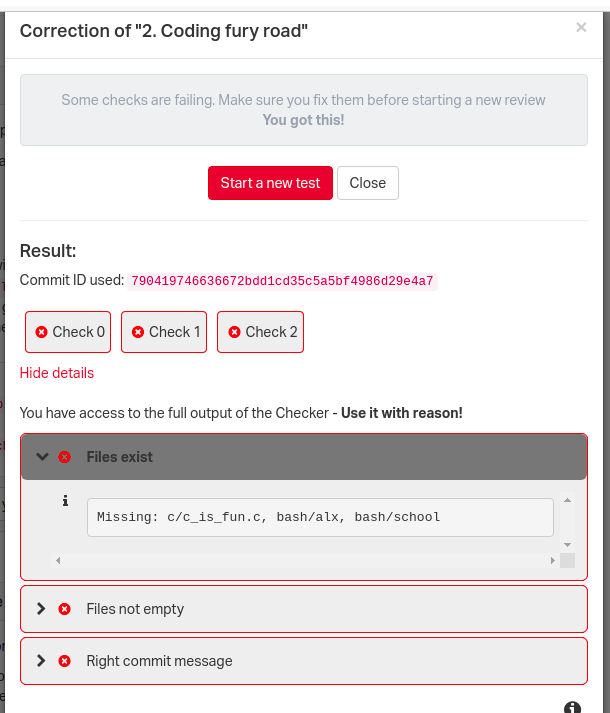 Correction of "2. Coding fury road"
×
Some checks are failing. Make sure you fix them before starting a new review
You got this!
Start a new test
Close
Result:
Commit ID used: 790419746636672bdd1cd35c5a5bf4986d29e4a7
Check 0
Check 1
Check 2
Hide details
You have access to the full output of the Checker - Use it with reason!
Files exist
Missing: c/c_is_fun.c, bash/alx, bash/school
Files not empty
Right commit message